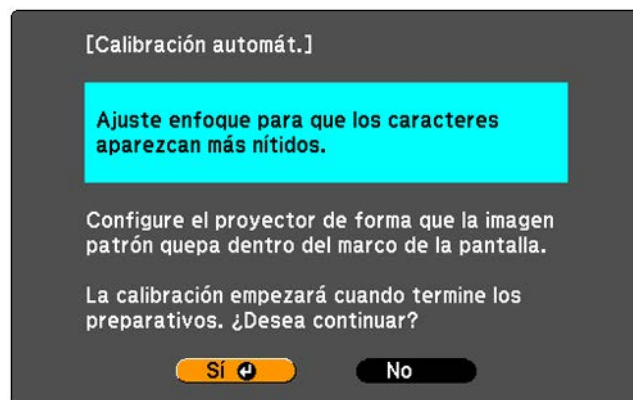 [Calibración automát.]
Ajuste enfoque para que los caracteres
aparezcan más nítidos.
Configure el proyector de forma que la imagen
patrón quepa dentro del marco de la pantalla.
La calibración empezará cuando termine los
preparativos. ¿Desea continuar?
Sí No